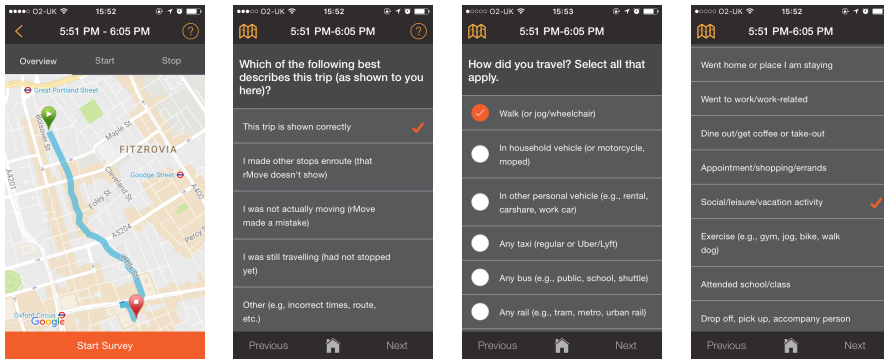 O2-UK 15:52
5:51 PM - 6:05 PM
?
Overview Start Stop
Great Portland Street
Bolsover St
Maple St
FITZROVIA
Goodge Street
Cleveland St
A4201
A400
Foley St
A5204
Percy S
Wells St
Oxford Circus
Google
Start Survey
O2-UK 15:52
5:51 PM-6:05 PM
?
Which of the following best
describes this trip (as shown to you
here)?
This trip is shown correctly
I made other stops enroute (that
rMove doesn't show)
I was not actually moving (rMove
made a mistake)
I was still travelling (had not stopped
yet)
Other (e.g, incorrect times, route,
etc.)
Previous Next
O2-UK 15:53
5:51 PM-6:05 PM
How did you travel? Select all that
apply.
Walk (or jog/wheelchair)
In household vehicle (or motorcycle,
moped)
In other personal vehicle (e.g., rental,
carshare, work car)
Any taxi (regular or Uber/Lyft)
Any bus (e.g., public, school, shuttle)
Any rail (e.g., tram, metro, urban rail)
Previous Next
O2-UK 15:52
5:51 PM-6:05 PM
Went home or place I am staying
Went to work/work-related
Dine out/get coffee or take-out
Appointment/shopping/errands
Social/leisure/vacation activity
Exercise (e.g., gym, jog, bike, walk
dog)
Attended school/class
Drop off, pick up, accompany person
Previous Next